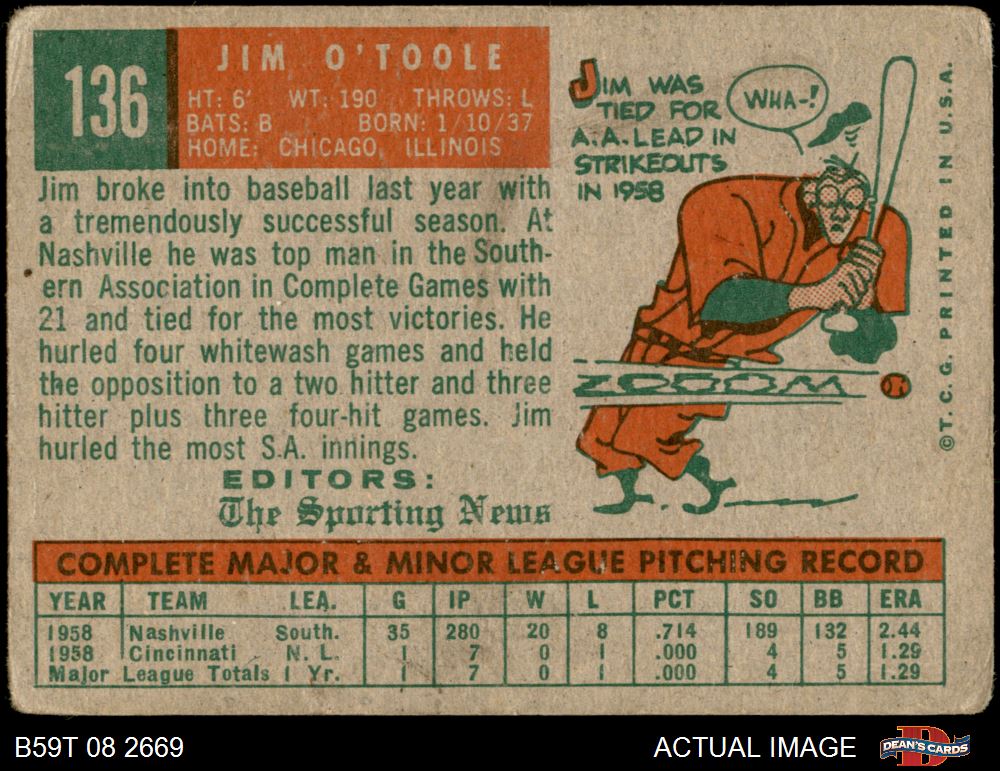 136
JIM O'TOOLE
HT: 6' WT: 190 THROWS: L
BATS: B BORN: 1/10/37
HOME: CHICAGO, ILLINOIS
Jim broke into baseball last year with
a tremendously successful season. At
Nashville he was top man in the South-
ern Association in Complete Games with
21 and tied for the most victories. He
hurled four whitewash games and held
the opposition to a two hitter and three
hitter plus three four-hit games. Jim
hurled the most S.A. innings.
EDITORS:
The Sporting News
JIM WAS
TIED FOR
A.A. LEAD IN
STRIKEOUTS
IN 1958
WHA-!
ZOOOOM
©T. C. G. PRINTED IN U.S.A.
COMPLETE MAJOR & MINOR LEAGUE PITCHING RECORD
YEAR TEAM LEA. G IP W L PCT SO BB ERA
1958 Nashville South. 35 280 20 8 .714 189 132 2.44
1958 Cincinnati N. L. 1 7 0 1 .000 4 5 1.29
Major League Totals 1 Yr. 1 7 0 1 .000 4 5 1.29
B59T 08 2669
ACTUAL IMAGE
DEAN'S CARDS